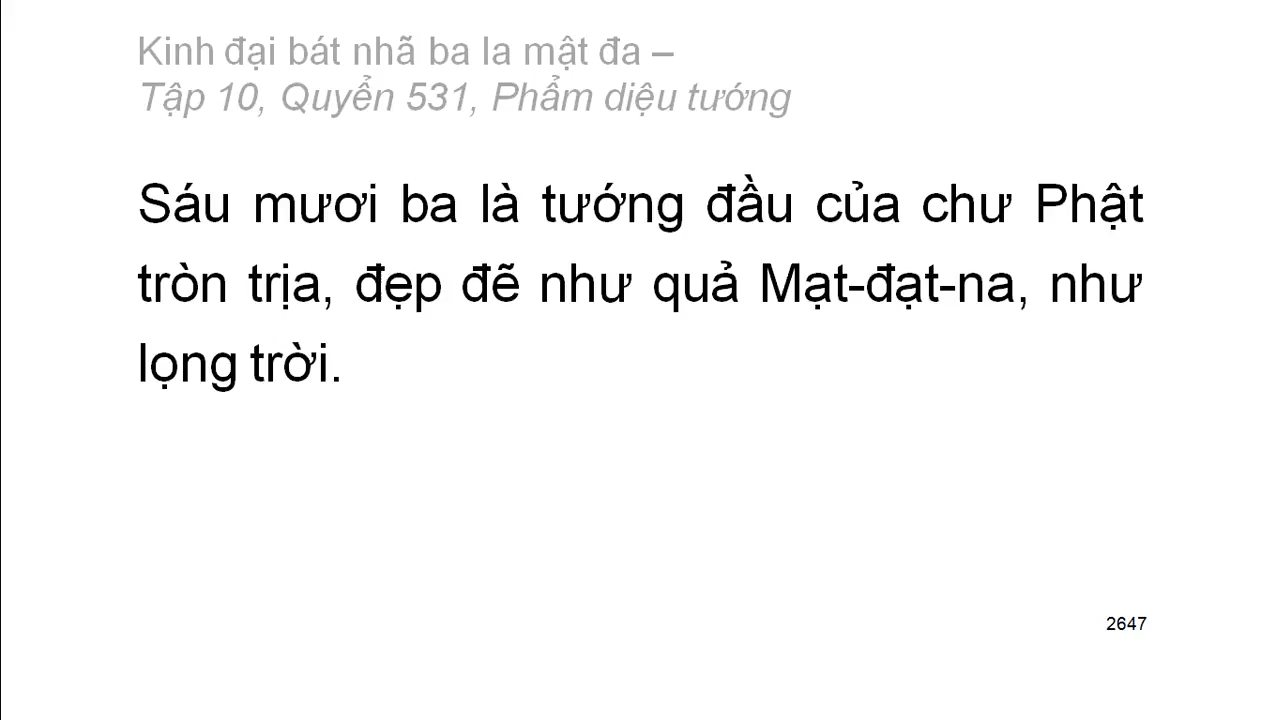 Kinh đại bát nhã ba la mật đa –
Tập 10, Quyển 531, Phẩm diệu tướng
Sáu mươi ba là tướng đầu của chư Phật
tròn trịa, đẹp đẽ như quả Mạt-đạt-na, như
lọng trời.
2647